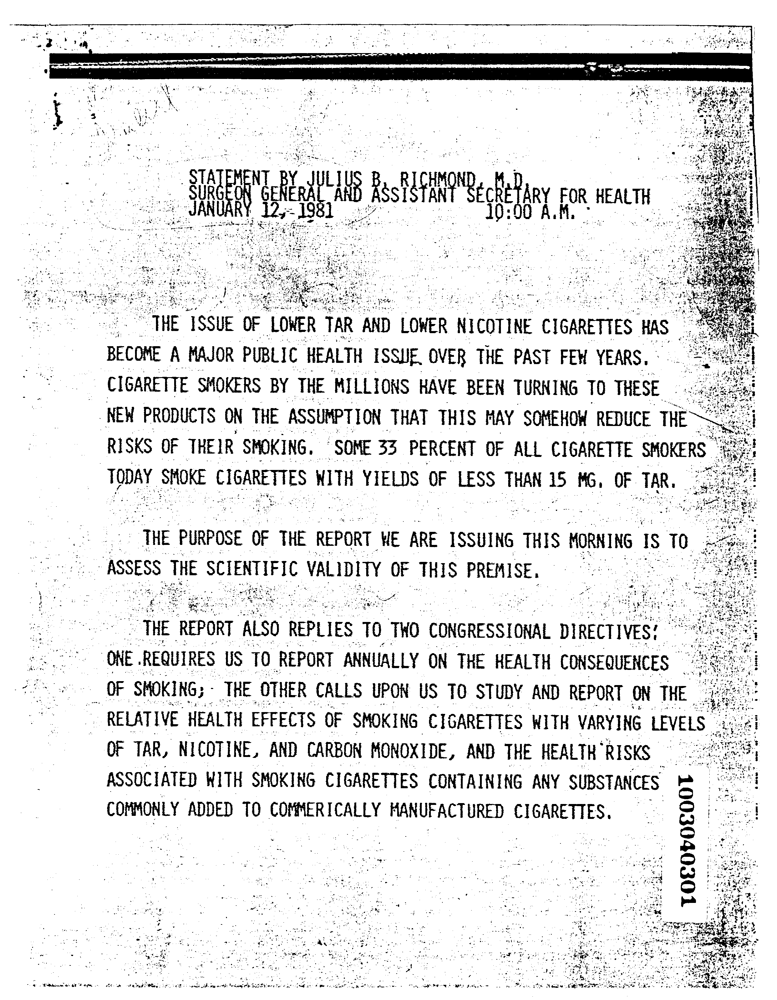 STATEMENT BY JULIUS B. RICHMOND, M.D.
SURGEON GENERAL AND ASSISTANT SECRETARY FOR HEALTH
JANUARY 12, 1981 10:00 A.M.
THE ISSUE OF LOWER TAR AND LOWER NICOTINE CIGARETTES HAS
BECOME A MAJOR PUBLIC HEALTH ISSUE OVER THE PAST FEW YEARS.
CIGARETTE SMOKERS BY THE MILLIONS HAVE BEEN TURNING TO THESE
NEW PRODUCTS ON THE ASSUMPTION THAT THIS MAY SOMEHOW REDUCE THE
RISKS OF THEIR SMOKING. SOME 33 PERCENT OF ALL CIGARETTE SMOKERS
TODAY SMOKE CIGARETTES WITH YIELDS OF LESS THAN 15 MG. OF TAR.
THE PURPOSE OF THE REPORT WE ARE ISSUING THIS MORNING IS TO
ASSESS THE SCIENTIFIC VALIDITY OF THIS PREMISE.
THE REPORT ALSO REPLIES TO TWO CONGRESSIONAL DIRECTIVES:
ONE REQUIRES US TO REPORT ANNUALLY ON THE HEALTH CONSEQUENCES
OF SMOKING; THE OTHER CALLS UPON US TO STUDY AND REPORT ON THE
RELATIVE HEALTH EFFECTS OF SMOKING CIGARETTES WITH VARYING LEVELS
OF TAR, NICOTINE, AND CARBON MONOXIDE, AND THE HEALTH RISKS
ASSOCIATED WITH SMOKING CIGARETTES CONTAINING ANY SUBSTANCES
COMMONLY ADDED TO COMMERICALLY MANUFACTURED CIGARETTES.
1003040301